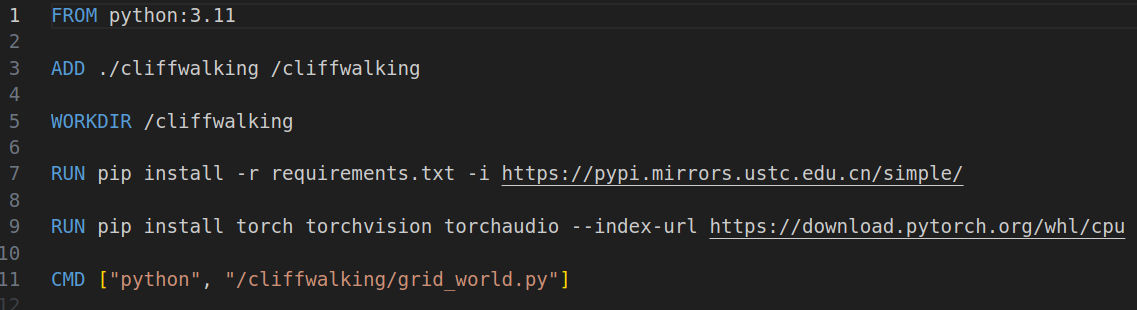 1 FROM python:3.11
2
3 ADD ./cliffwalking /cliffwalking
4
5 WORKDIR /cliffwalking
6
7 RUN pip install -r requirements.txt -i https://pypi.mirrors.ustc.edu.cn/simple/
8
9 RUN pip install torch torchvision torchaudio --index-url https://download.pytorch.org/whl/cpu
10
11 CMD ["python", "/cliffwalking/grid_world.py"]
12